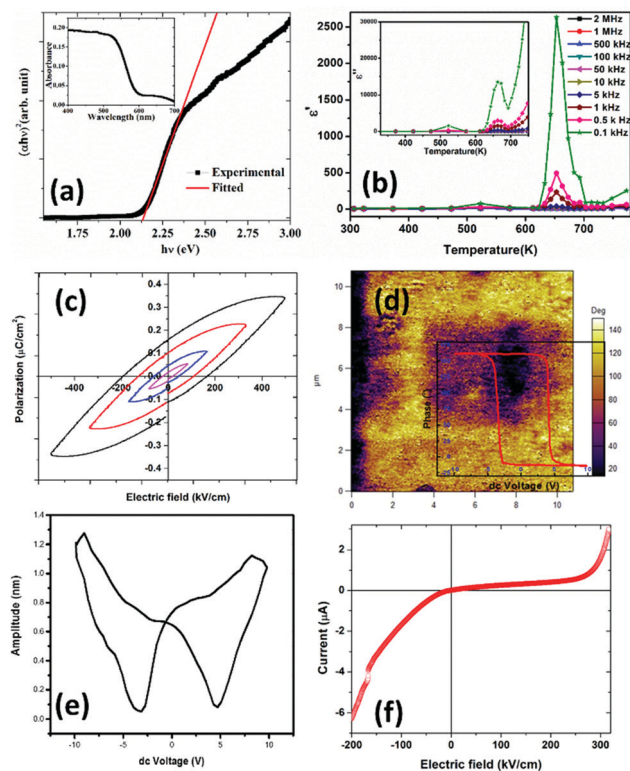 (αhν)² (arb. unit)
Absorbance
0.20
0.15
0.10
0.05
0.00
400 500 600 700
Wavelength (nm)
(a)
Experimental
Fitted
2.00 2.25 2.50 2.75 3.00
hν (eV)
ε'
2500
2000
1500
1000
500
0
ε''
30000
20000
10000
0
400 500 600 700
Temperature(K)
2 MHz
1 MHz
500 kHz
100 kHz
50 kHz
10 kHz
5 kHz
1 kHz
0.5 kHz
0.1 kHz
(b)
300 400 500 600 700
Temperature(K)
(c)
Polarization (μC/cm²)
0.4
0.3
0.2
0.1
0.0
-0.1
-0.2
-0.3
-0.4
-400 -200 0 200 400
Electric field (kV/cm)
(d)
μm
10
8
6
4
2
0
0 2 4 6 8 10
Deg
140
120
100
80
60
40
20
dc Voltage (V)
(e)
Amplitude (nm)
1.4
1.2
1.0
0.8
0.6
0.4
0.2
0.0
-10 -5 0 5 10
dc Voltage (V)
(f)
Current (μA)
2
0
-2
-4
-6
-200 -100 0 100 200 300
Electric field (kV/cm)